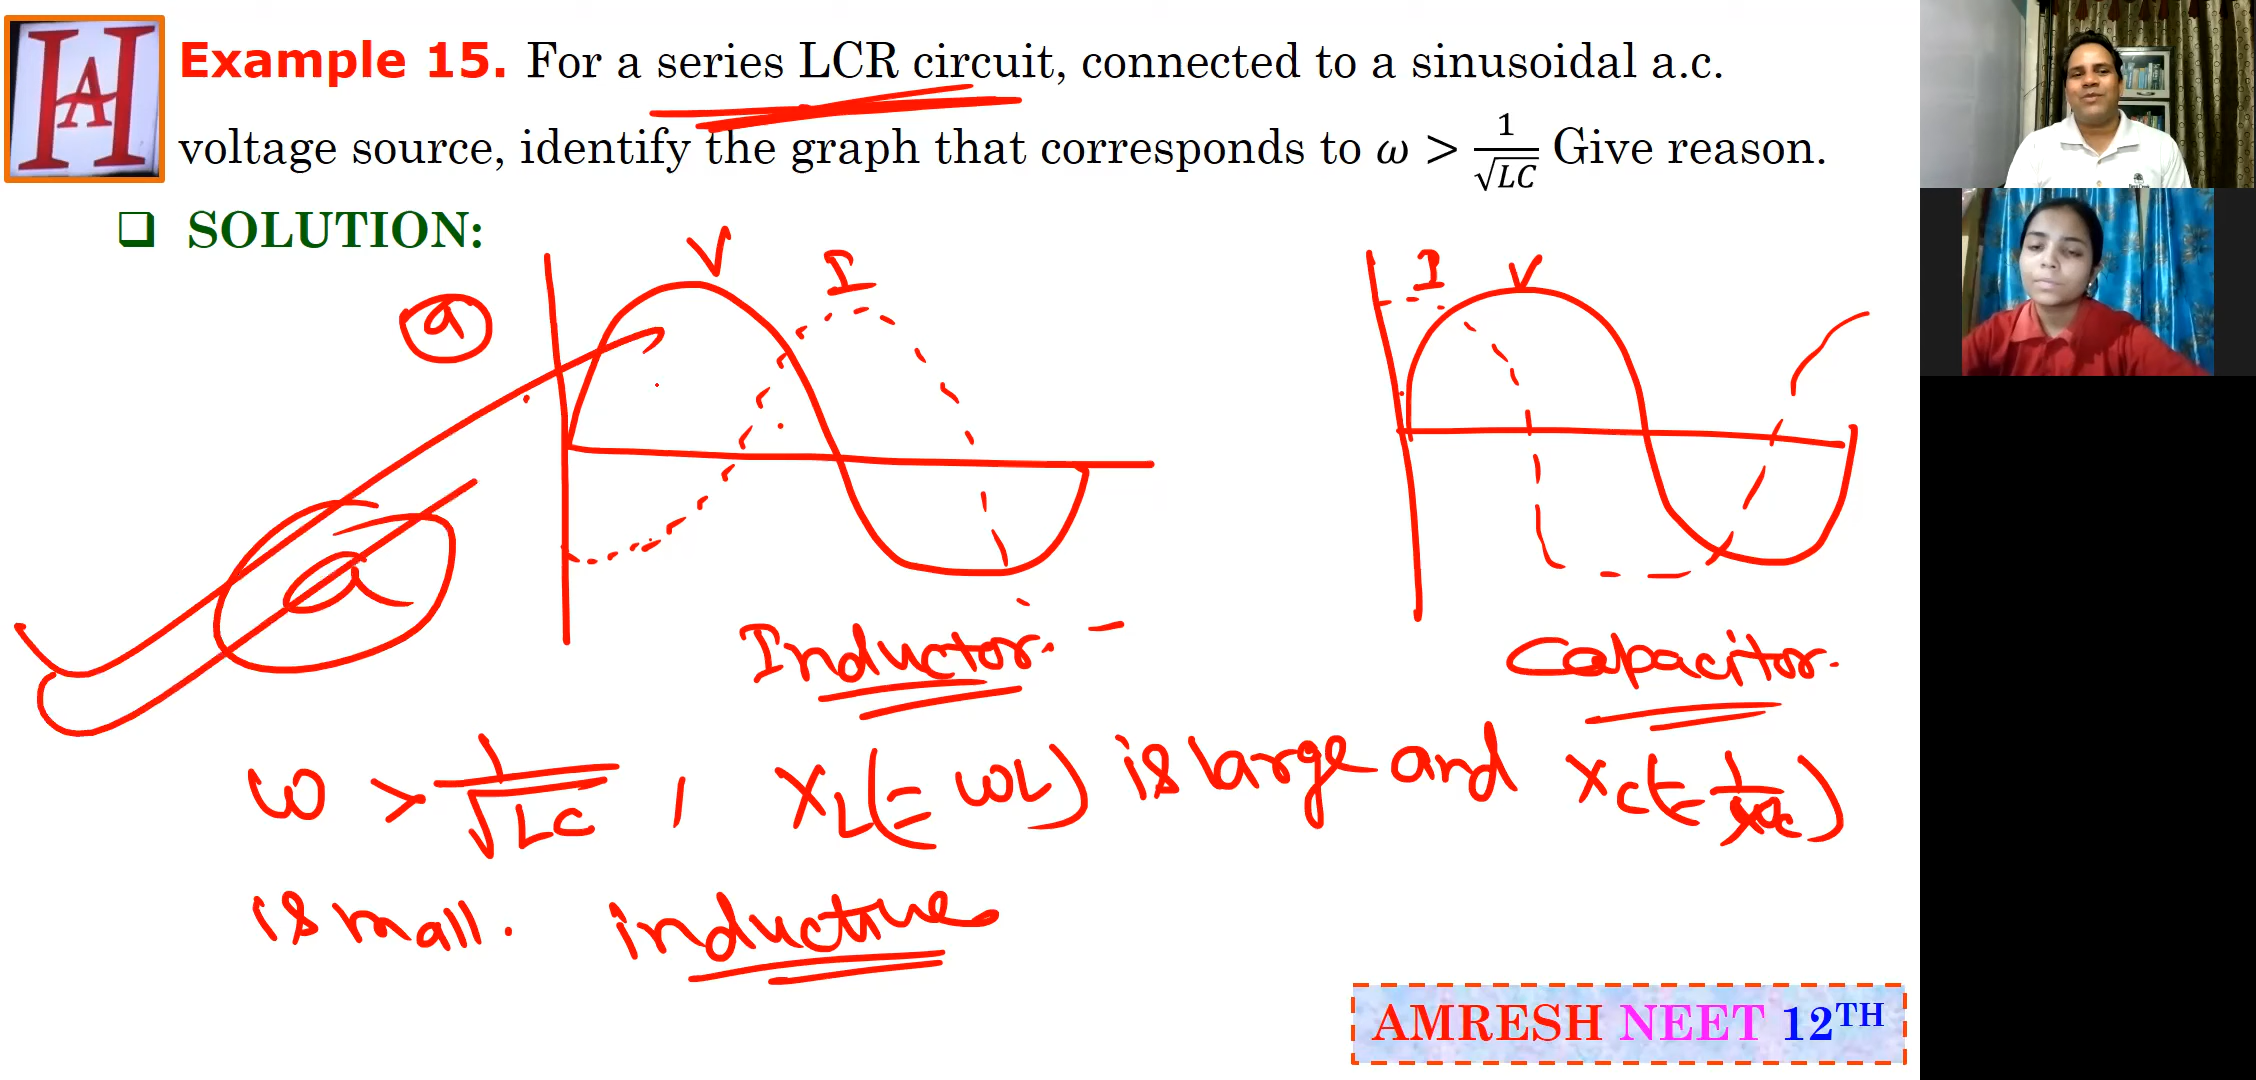 HA
Example 15. For a series LCR circuit, connected to a sinusoidal a.c.
voltage source, identify the graph that corresponds to ω > 1/√LC Give reason.
❑ SOLUTION:
a
V
I
I
V
a
Inductor. -
Capacitor.
ω > 1/√LC , XL (= ωL) is large and XC (= 1/ωC)
is small. inductive
AMRESH NEET 12TH